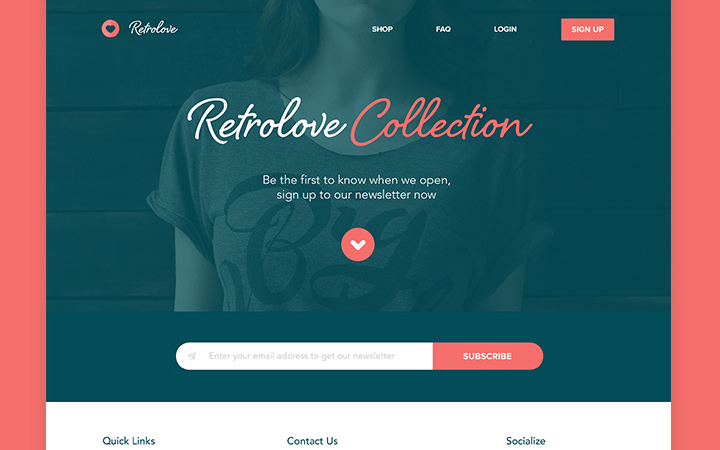 Retrolove
SHOP
FAQ
LOGIN
SIGN UP
Retrolove Collection
Be the first to know when we open,
sign up to our newsletter now
Big
Enter your email address to get our newsletter
SUBSCRIBE
Quick Links
Contact Us
Socialize